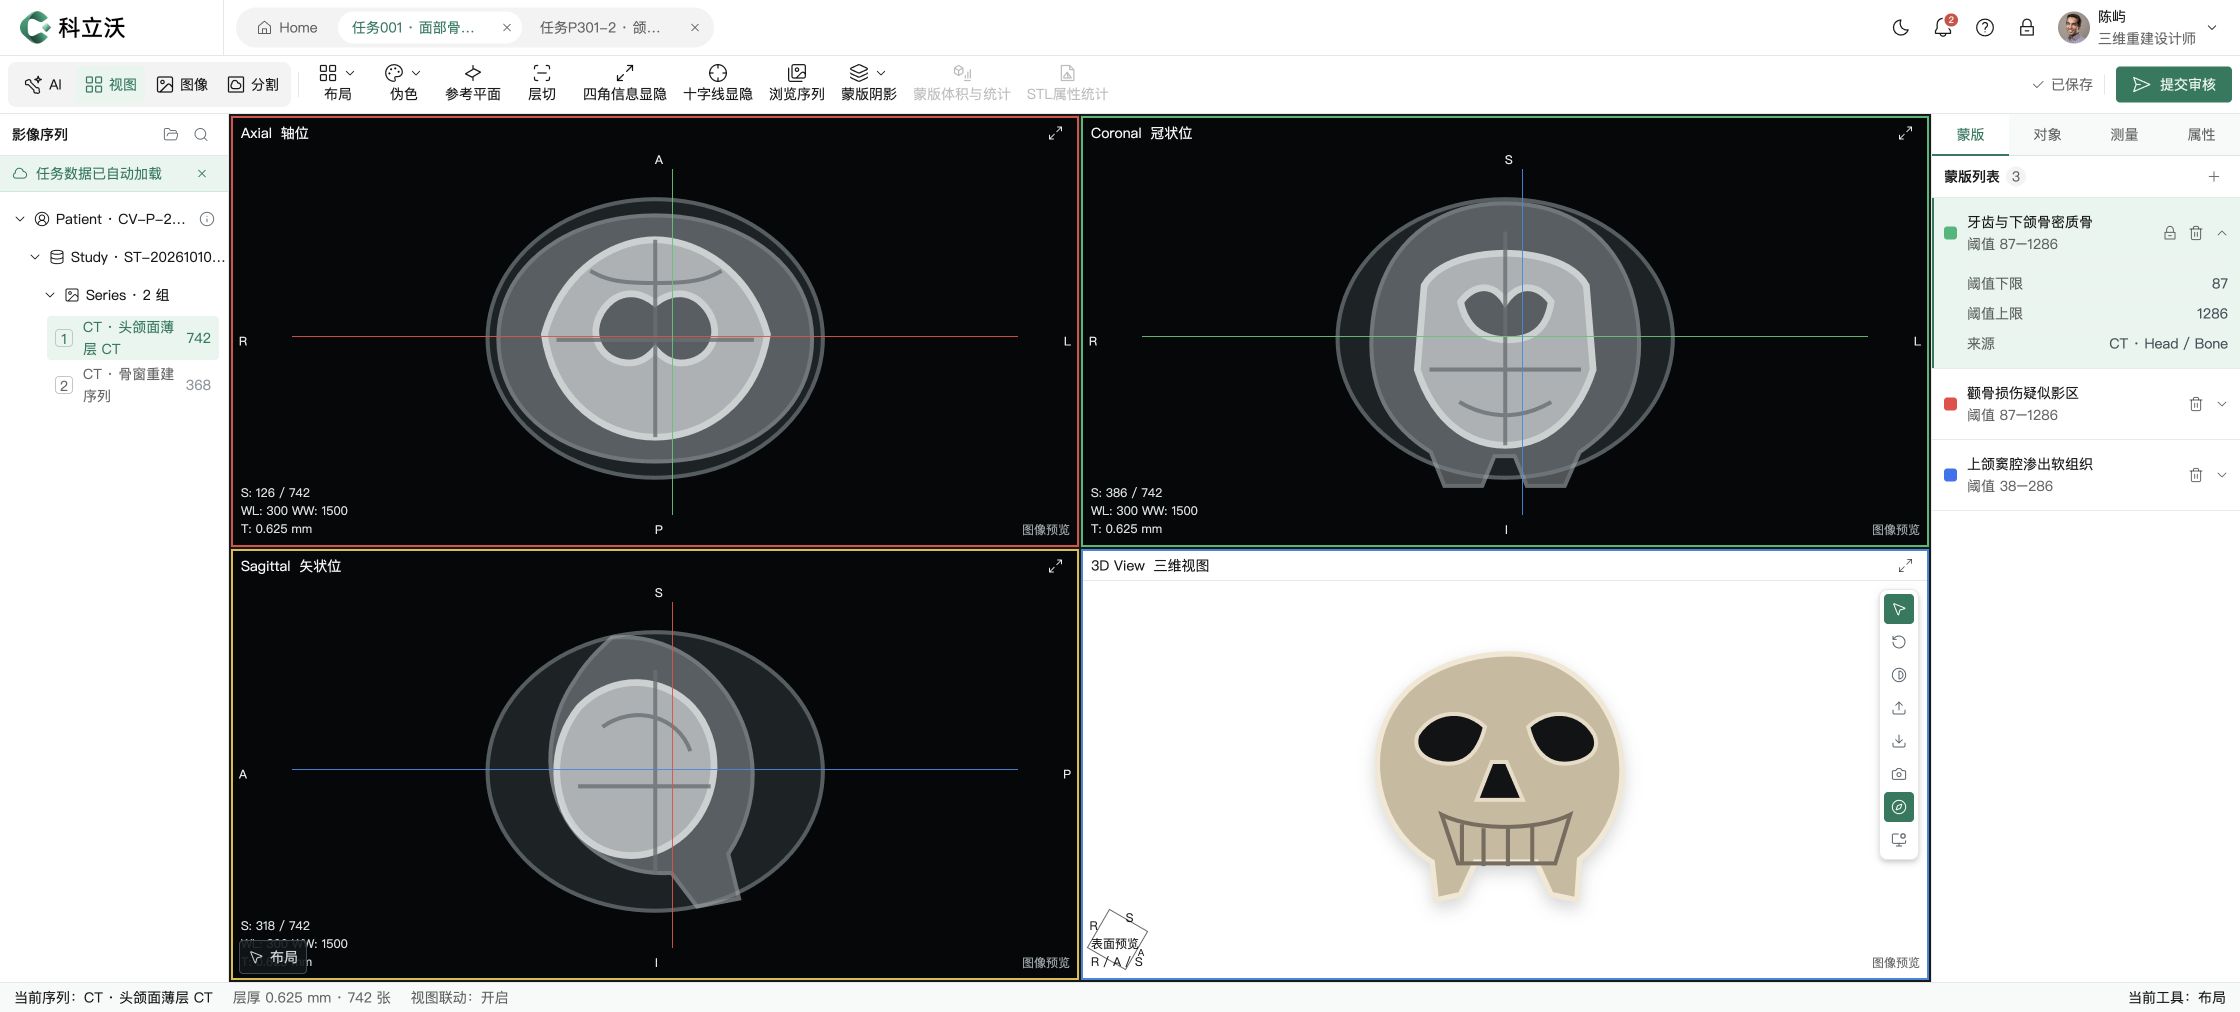 科立沃
Home
任务001 · 面部骨...
任务P301-2 · 颌...
2
陈屿
三维重建设计师
AI
视图
图像
分割
布局
伪色
参考平面
层切
四角信息显隐
十字线显隐
浏览序列
蒙版阴影
蒙版体积与统计
STL属性统计
已保存
提交审核
影像序列
任务数据已自动加载
Patient · CV-P-2...
Study · ST-20261010...
Series · 2 组
1
CT · 头颌面薄
层 CT
742
2
CT · 骨窗重建
序列
368
Axial 轴位
A
R
L
P
S: 126 / 742
WL: 300 WW: 1500
T: 0.625 mm
图像预览
Coronal 冠状位
S
R
L
I
S: 386 / 742
WL: 300 WW: 1500
T: 0.625 mm
图像预览
Sagittal 矢状位
S
A
P
I
S: 318 / 742
WL: 300 WW: 1500
布局
图像预览
3D View 三维视图
R
S
表面预览
A
R / A / S
图像预览
蒙版
对象
测量
属性
蒙版列表 3
牙齿与下颌骨密质骨
阈值 87—1286
阈值下限 87
阈值上限 1286
来源 CT · Head / Bone
颧骨损伤疑似影区
阈值 87—1286
上颌窦腔渗出软组织
阈值 38—286
当前序列：CT · 头颌面薄层 CT
层厚 0.625 mm · 742 张
视图联动：开启
当前工具：布局